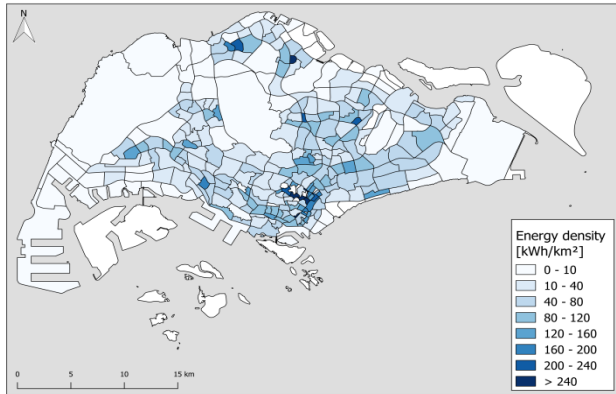 N
Energy density
[kWh/km²]
0 - 10
10 - 40
40 - 80
80 - 120
120 - 160
160 - 200
200 - 240
> 240
0 5 10 15 km